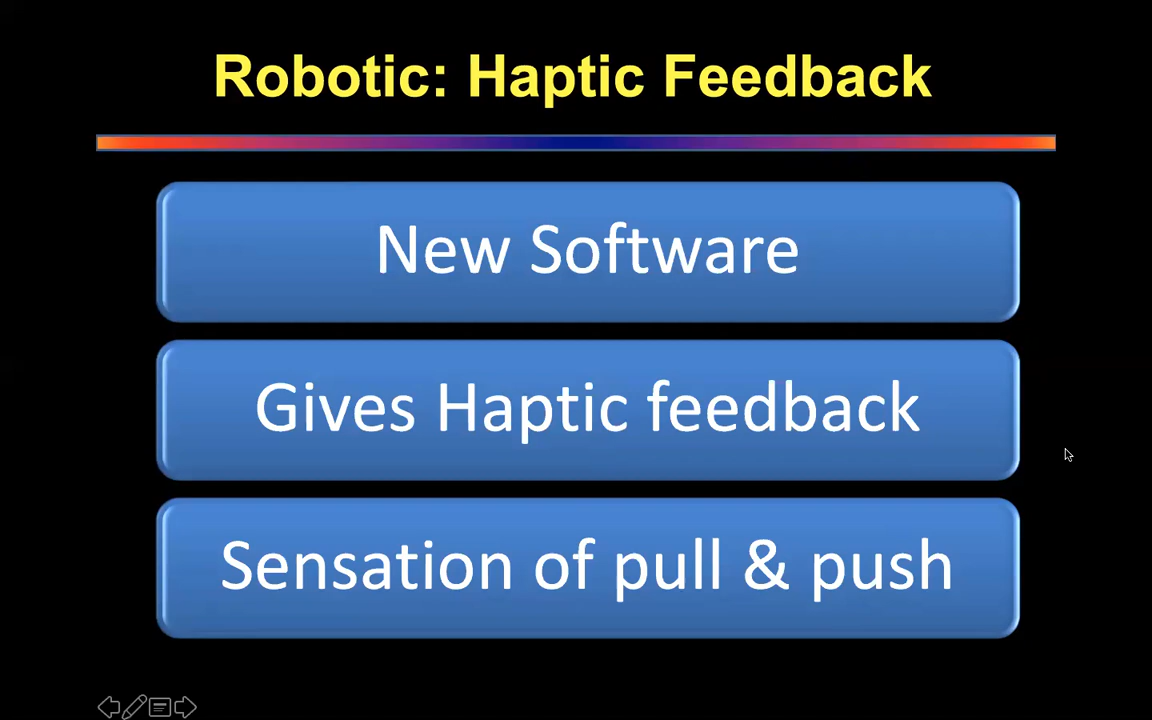 Robotic: Haptic Feedback
New Software
Gives Haptic feedback
Sensation of pull & push